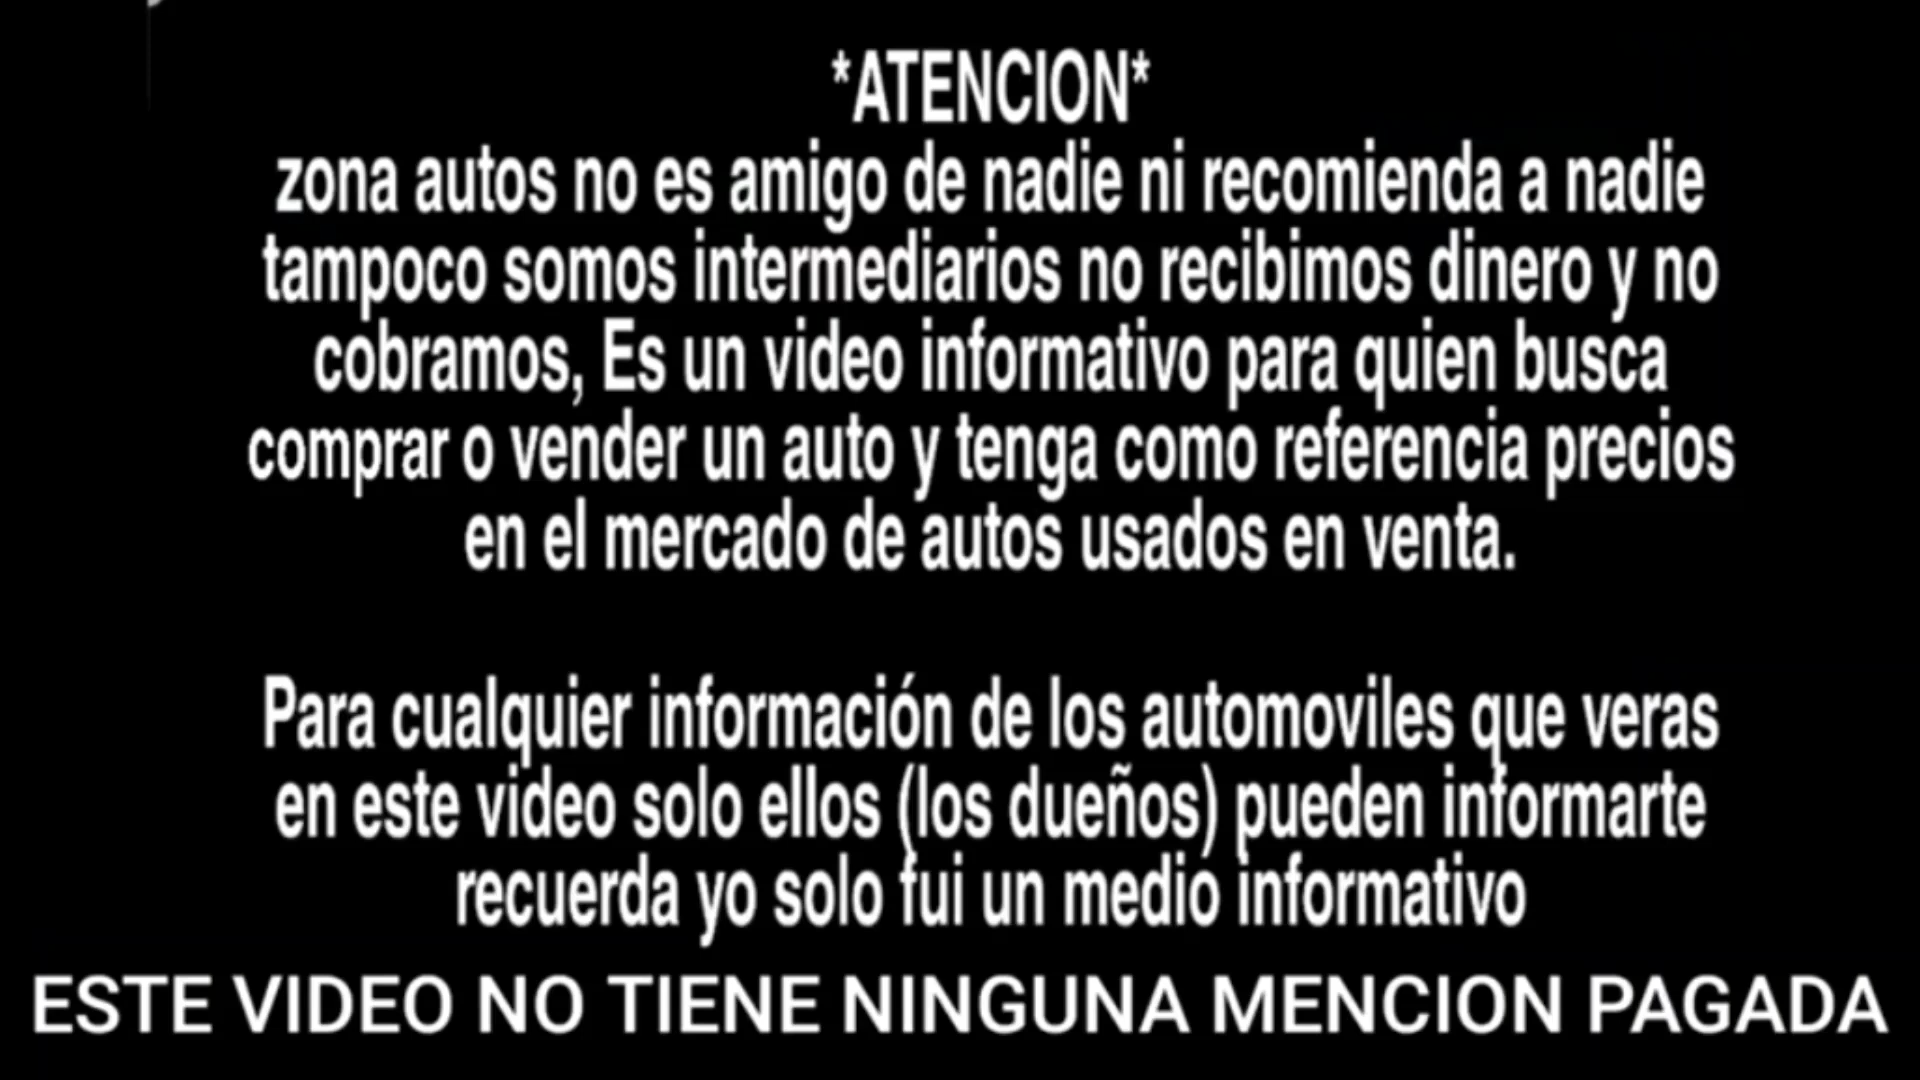 *ATENCION*
zona autos no es amigo de nadie ni recomienda a nadie
tampoco somos intermediarios no recibimos dinero y no
cobramos, Es un video informativo para quien busca
comprar o vender un auto y tenga como referencia precios
en el mercado de autos usados en venta.
Para cualquier información de los automoviles que veras
en este video solo ellos (los dueños) pueden informarte
recuerda yo solo fui un medio informativo
ESTE VIDEO NO TIENE NINGUNA MENCION PAGADA